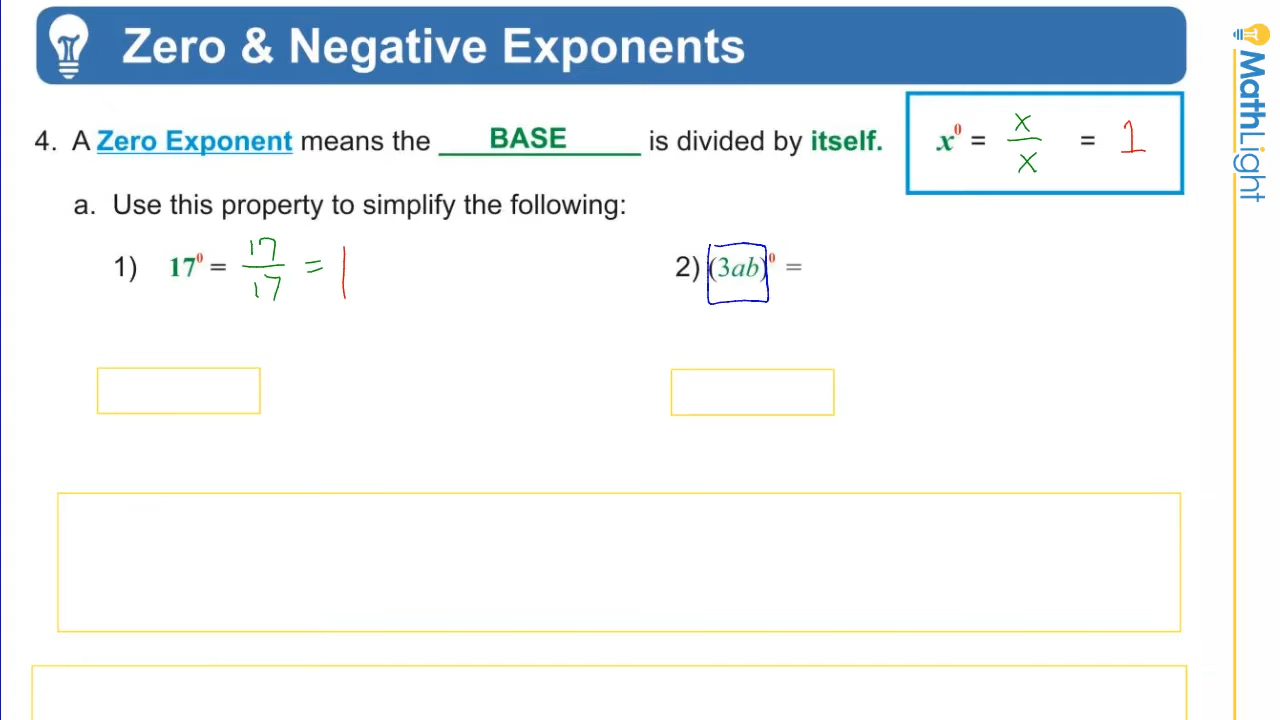 Zero & Negative Exponents
4. A Zero Exponent means the BASE is divided by itself.
x⁰ = x/x = 1
a. Use this property to simplify the following:
1) 17⁰ = 17/17 = 1
2) (3ab)⁰ =
MathLight